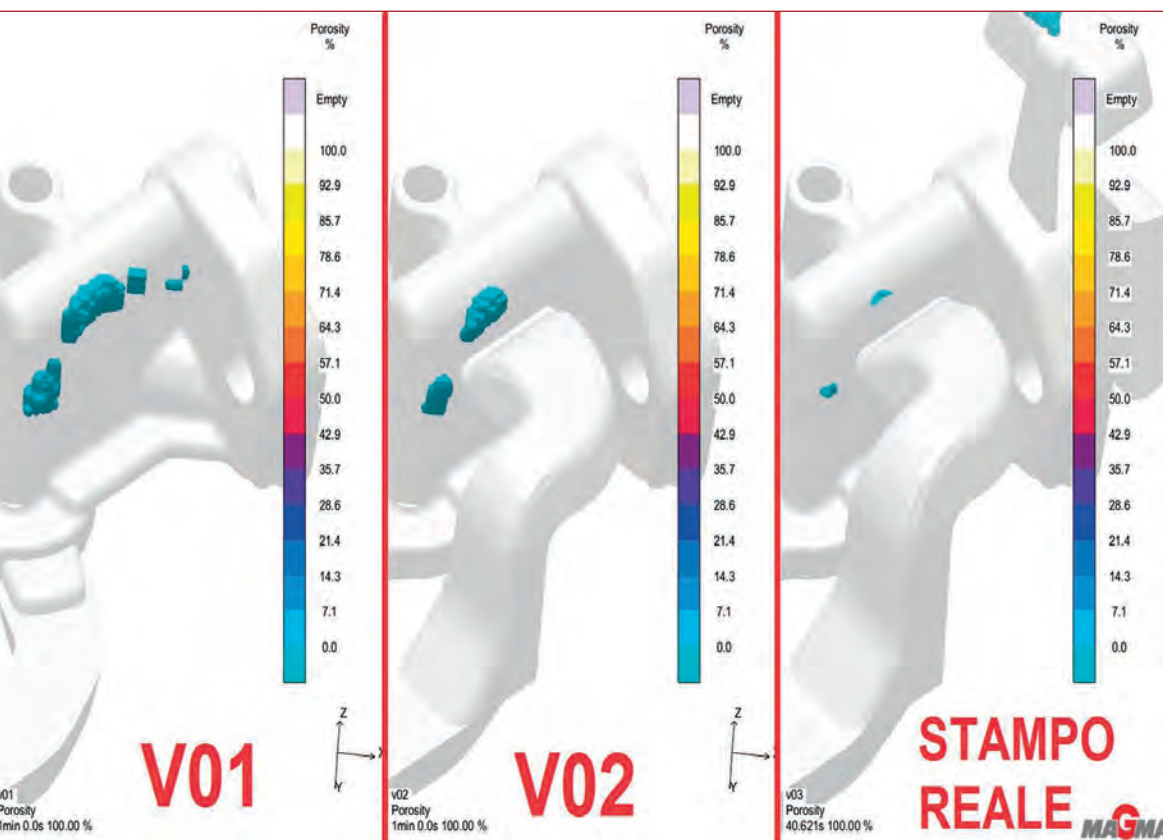 Porosity
%
Empty
100.0
92.9
85.7
78.6
71.4
64.3
57.1
50.0
42.9
35.7
28.6
21.4
14.3
7.1
0.0
Z
Y
V01
v01
Porosity
1min 0.0s 100.00 %
Porosity
%
Empty
100.0
92.9
85.7
78.6
71.4
64.3
57.1
50.0
42.9
35.7
28.6
21.4
14.3
7.1
0.0
Z
Y
V02
v02
Porosity
1min 0.0s 100.00 %
Porosity
%
Empty
100.0
92.9
85.7
78.6
71.4
64.3
57.1
50.0
42.9
35.7
28.6
21.4
14.3
7.1
0.0
STAMPO
REALE
v03
Porosity
40.621s 100.00 %
MAGMA